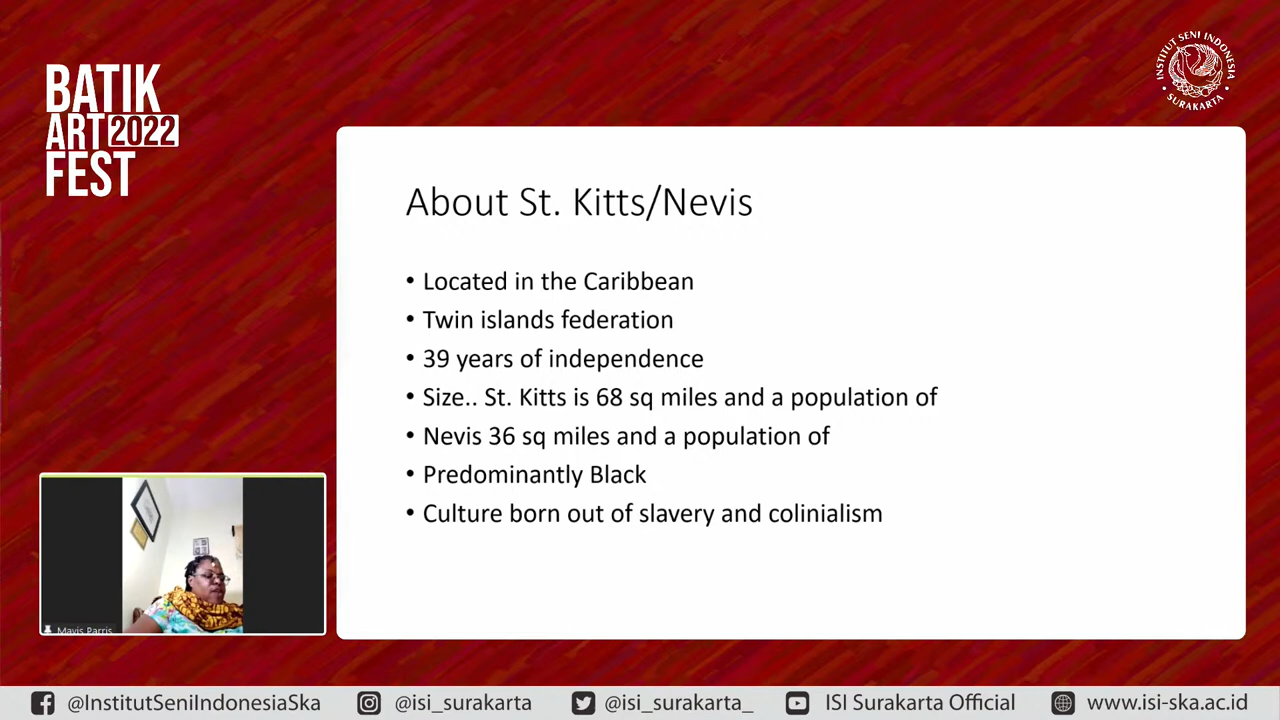 BATIK
ART 2022
FEST
INSTITUT SENI INDONESIA
SURAKARTA
About St. Kitts/Nevis
• Located in the Caribbean
• Twin islands federation
• 39 years of independence
• Size.. St. Kitts is 68 sq miles and a population of
• Nevis 36 sq miles and a population of
• Predominantly Black
• Culture born out of slavery and colinialism
Mavis Parris
@InstitutSeniIndonesiaSka
@isi_surakarta
@isi_surakarta_
ISI Surakarta Official
www.isi-ska.ac.id